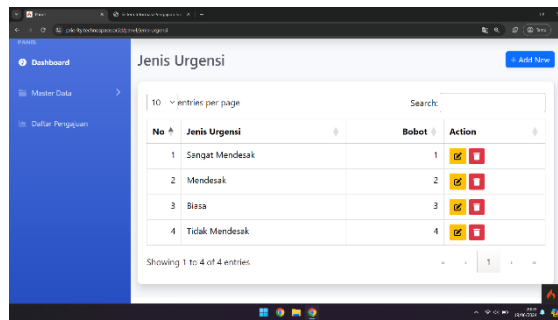 PANEL
Dashboard
Master Data
Daftar Pengajuan
Jenis Urgensi
+ Add New
10 entries per page
Search:
No Jenis Urgensi Bobot Action
1 Sangat Mendesak 1
2 Mendesak 2
3 Biasa 3
4 Tidak Mendesak 4
Showing 1 to 4 of 4 entries
« ‹ 1 › »